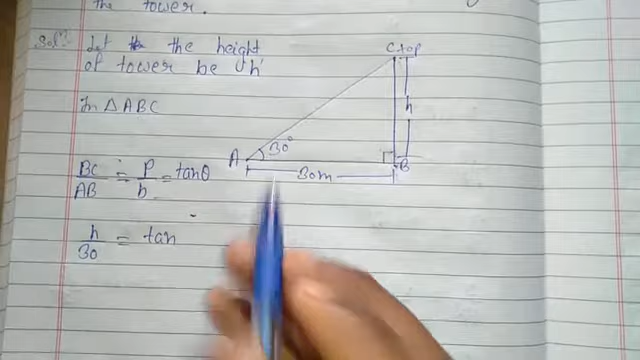 the tower.
Sol: Let the height
of tower be 'h'
In △ABC
BC/AB = P/b = tanθ
h/30 = tan
C top
h
A 30°
B
30m